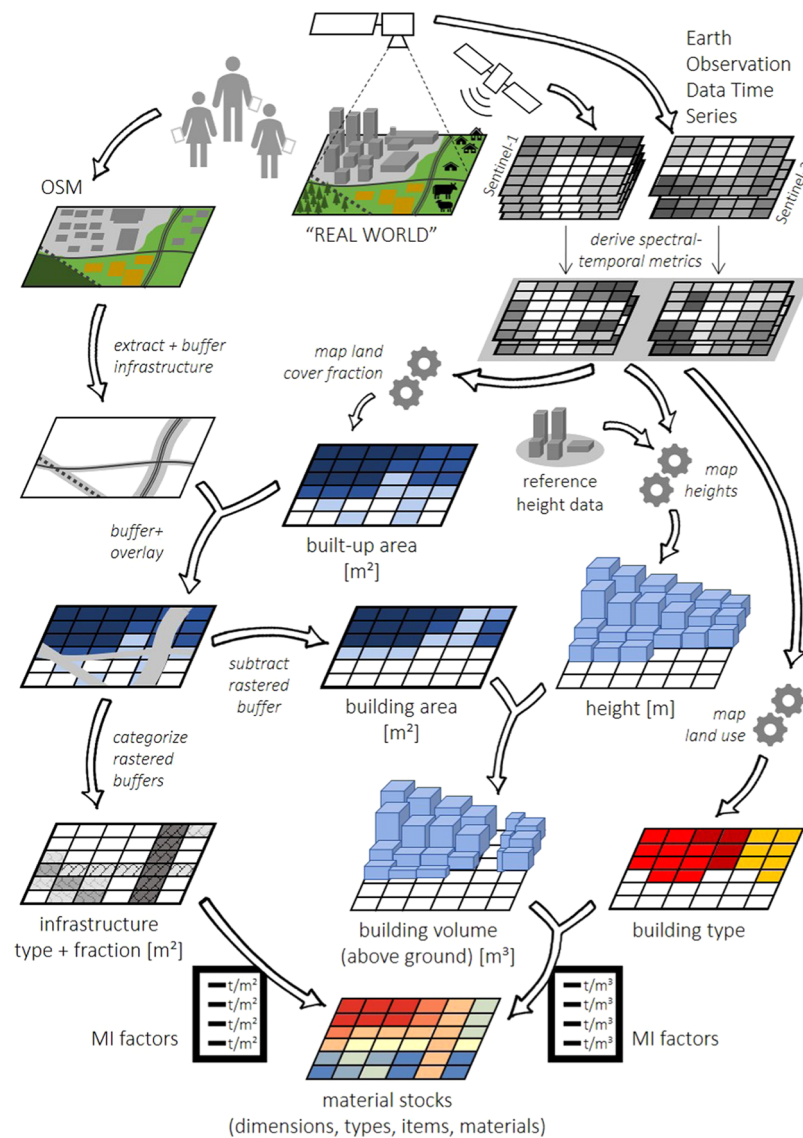 Earth
Observation
Data Time
Series
OSM
"REAL WORLD"
Sentinel-1
Sentinel-2
derive spectral-
temporal metrics
extract + buffer
infrastructure
map land
cover fraction
reference
height data
map
heights
buffer+
overlay
built-up area
[m²]
subtract
rastered
buffer
building area
[m²]
height [m]
map
land use
categorize
rastered
buffers
infrastructure
type + fraction [m²]
building volume
(above ground) [m³]
building type
MI factors
t/m²
t/m²
t/m²
t/m²
t/m³
t/m³
t/m³
t/m³
MI factors
material stocks
(dimensions, types, items, materials)